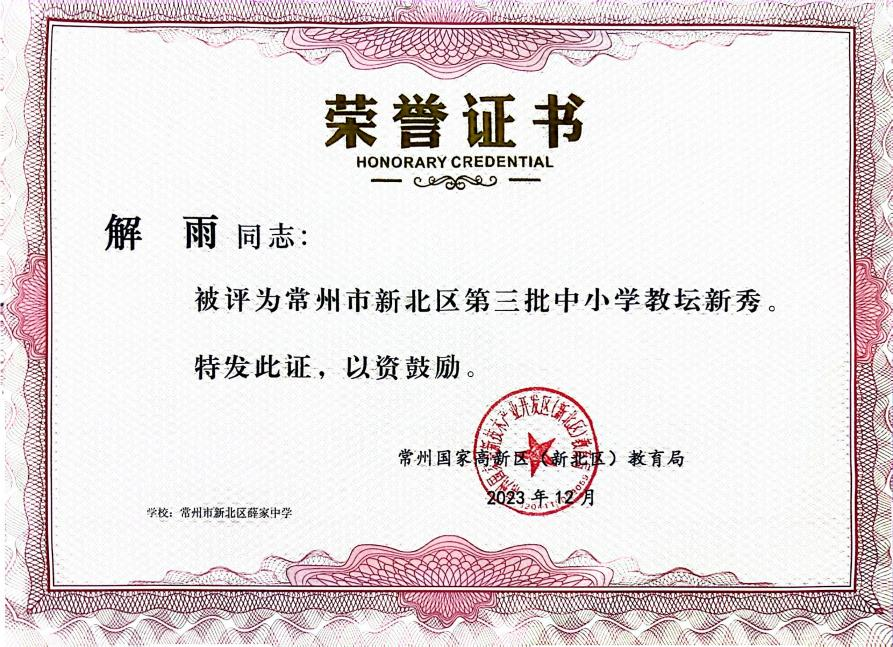 荣誉证书
HONORARY CREDENTIAL
解 雨 同志：
被评为常州市新北区第三批中小学教坛新秀。
特发此证，以资鼓励。
常州国家高新区（新北区）教育局
2023 年 12 月
学校：常州市新北区薛家中学